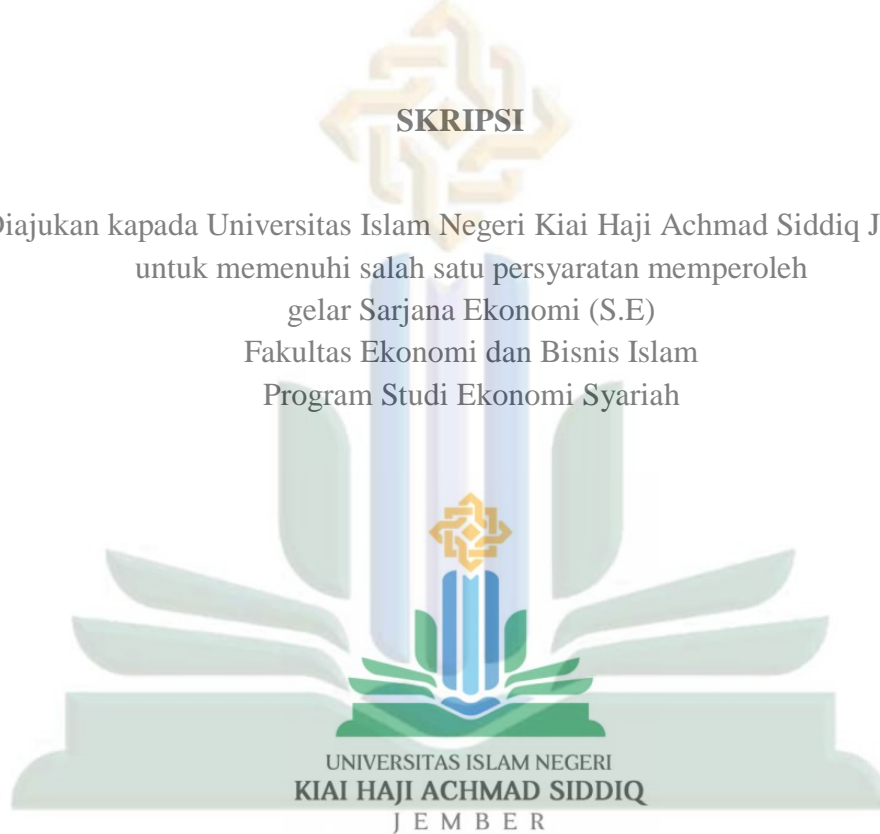 SKRIPSI
Diajukan kapada Universitas Islam Negeri Kiai Haji Achmad Siddiq J
untuk memenuhi salah satu persyaratan memperoleh
gelar Sarjana Ekonomi (S.E)
Fakultas Ekonomi dan Bisnis Islam
Program Studi Ekonomi Syariah
UNIVERSITAS ISLAM NEGERI
KIAI HAJI ACHMAD SIDDIQ
JEMBER